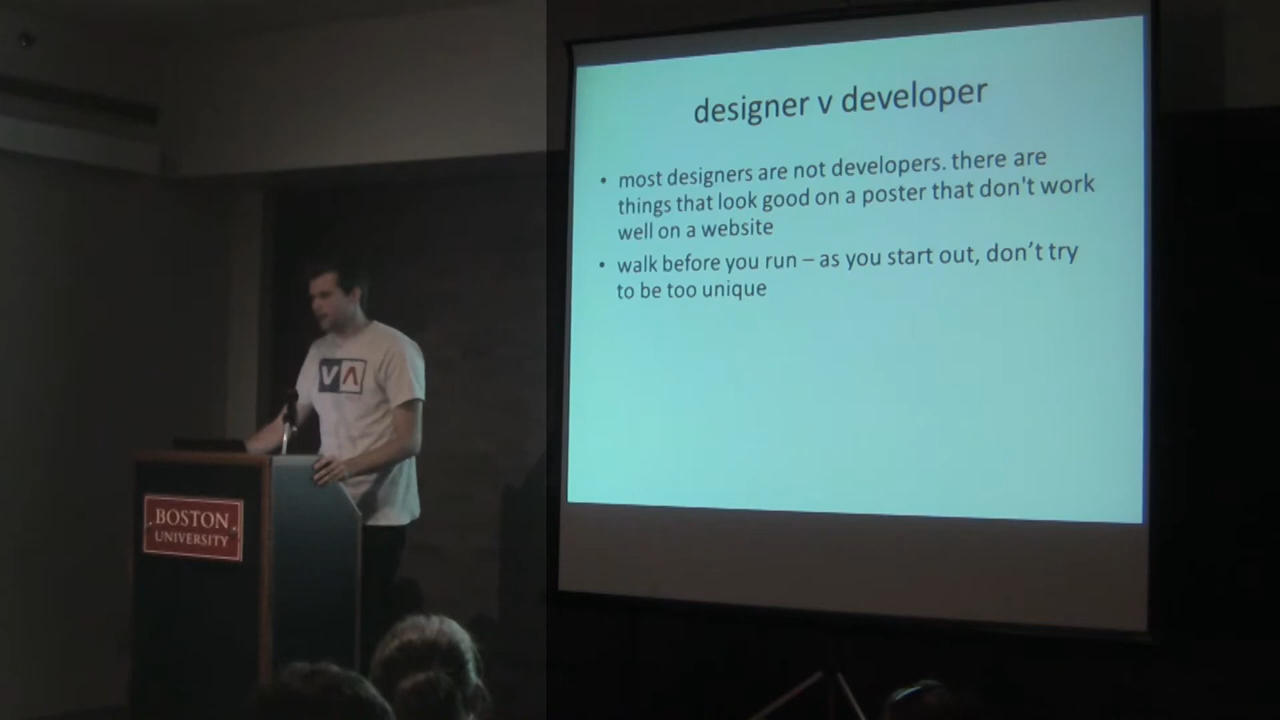 designer v developer
• most designers are not developers. there are
things that look good on a poster that don't work
well on a website
• walk before you run – as you start out, don’t try
to be too unique
VA
BOSTON
UNIVERSITY